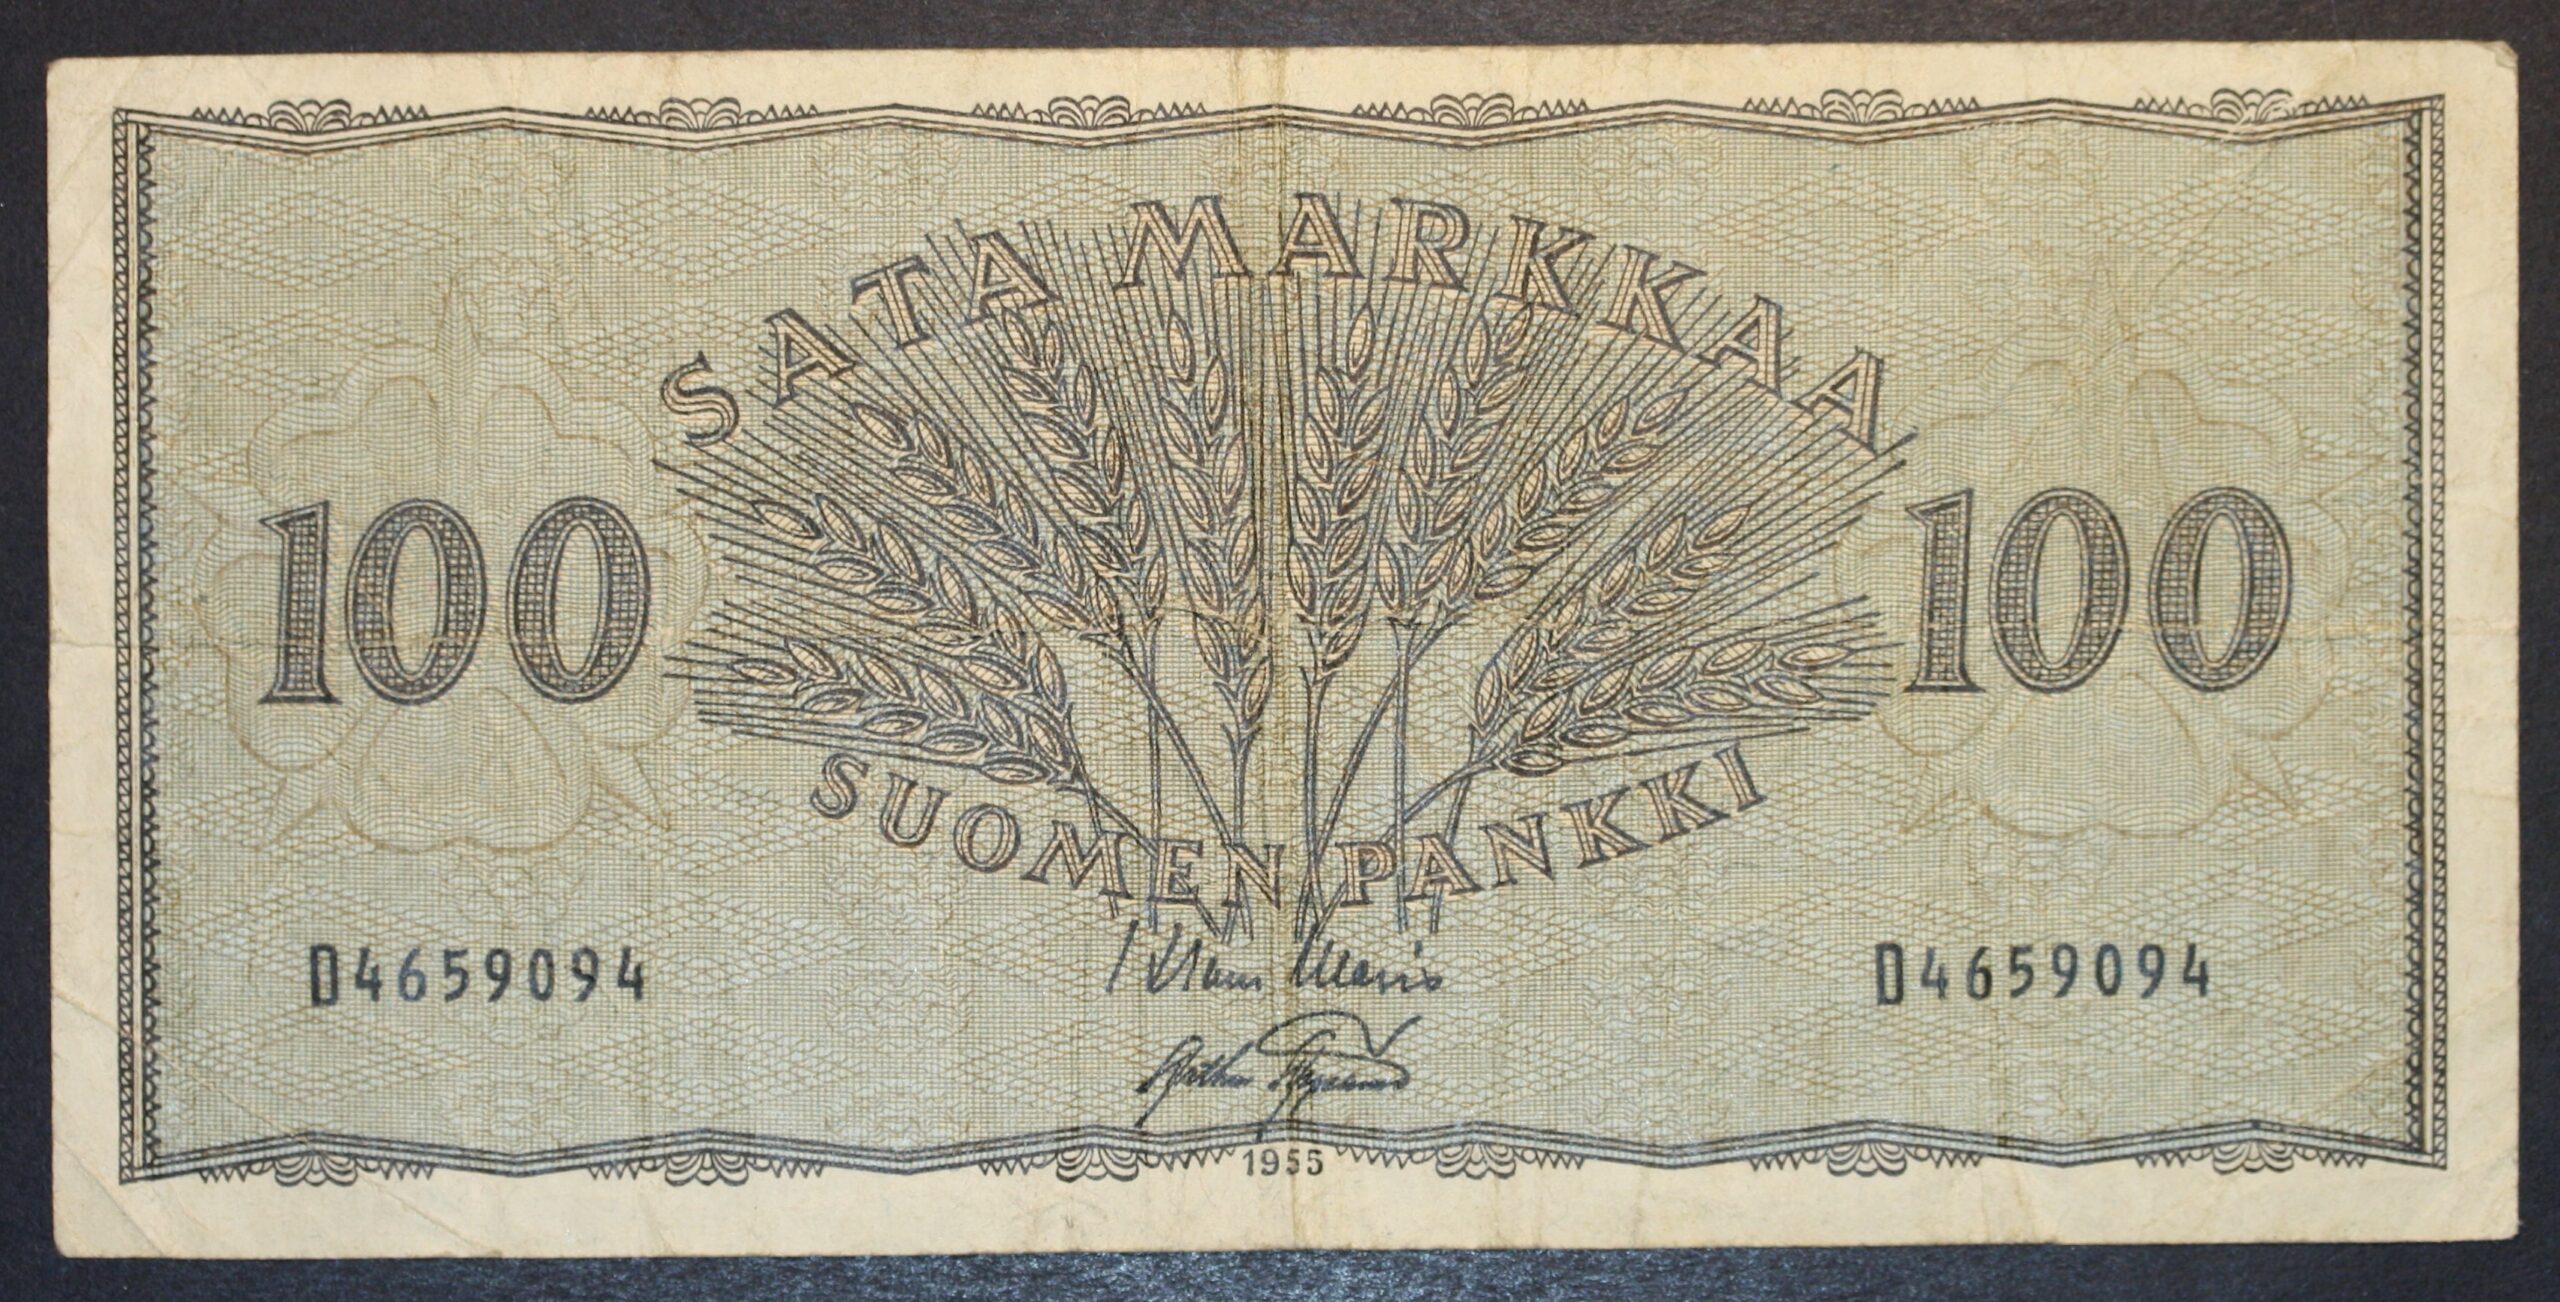 SATA MARKKAA
100 100
SUOMEN PANKKI
D4659094 D4659094
1955